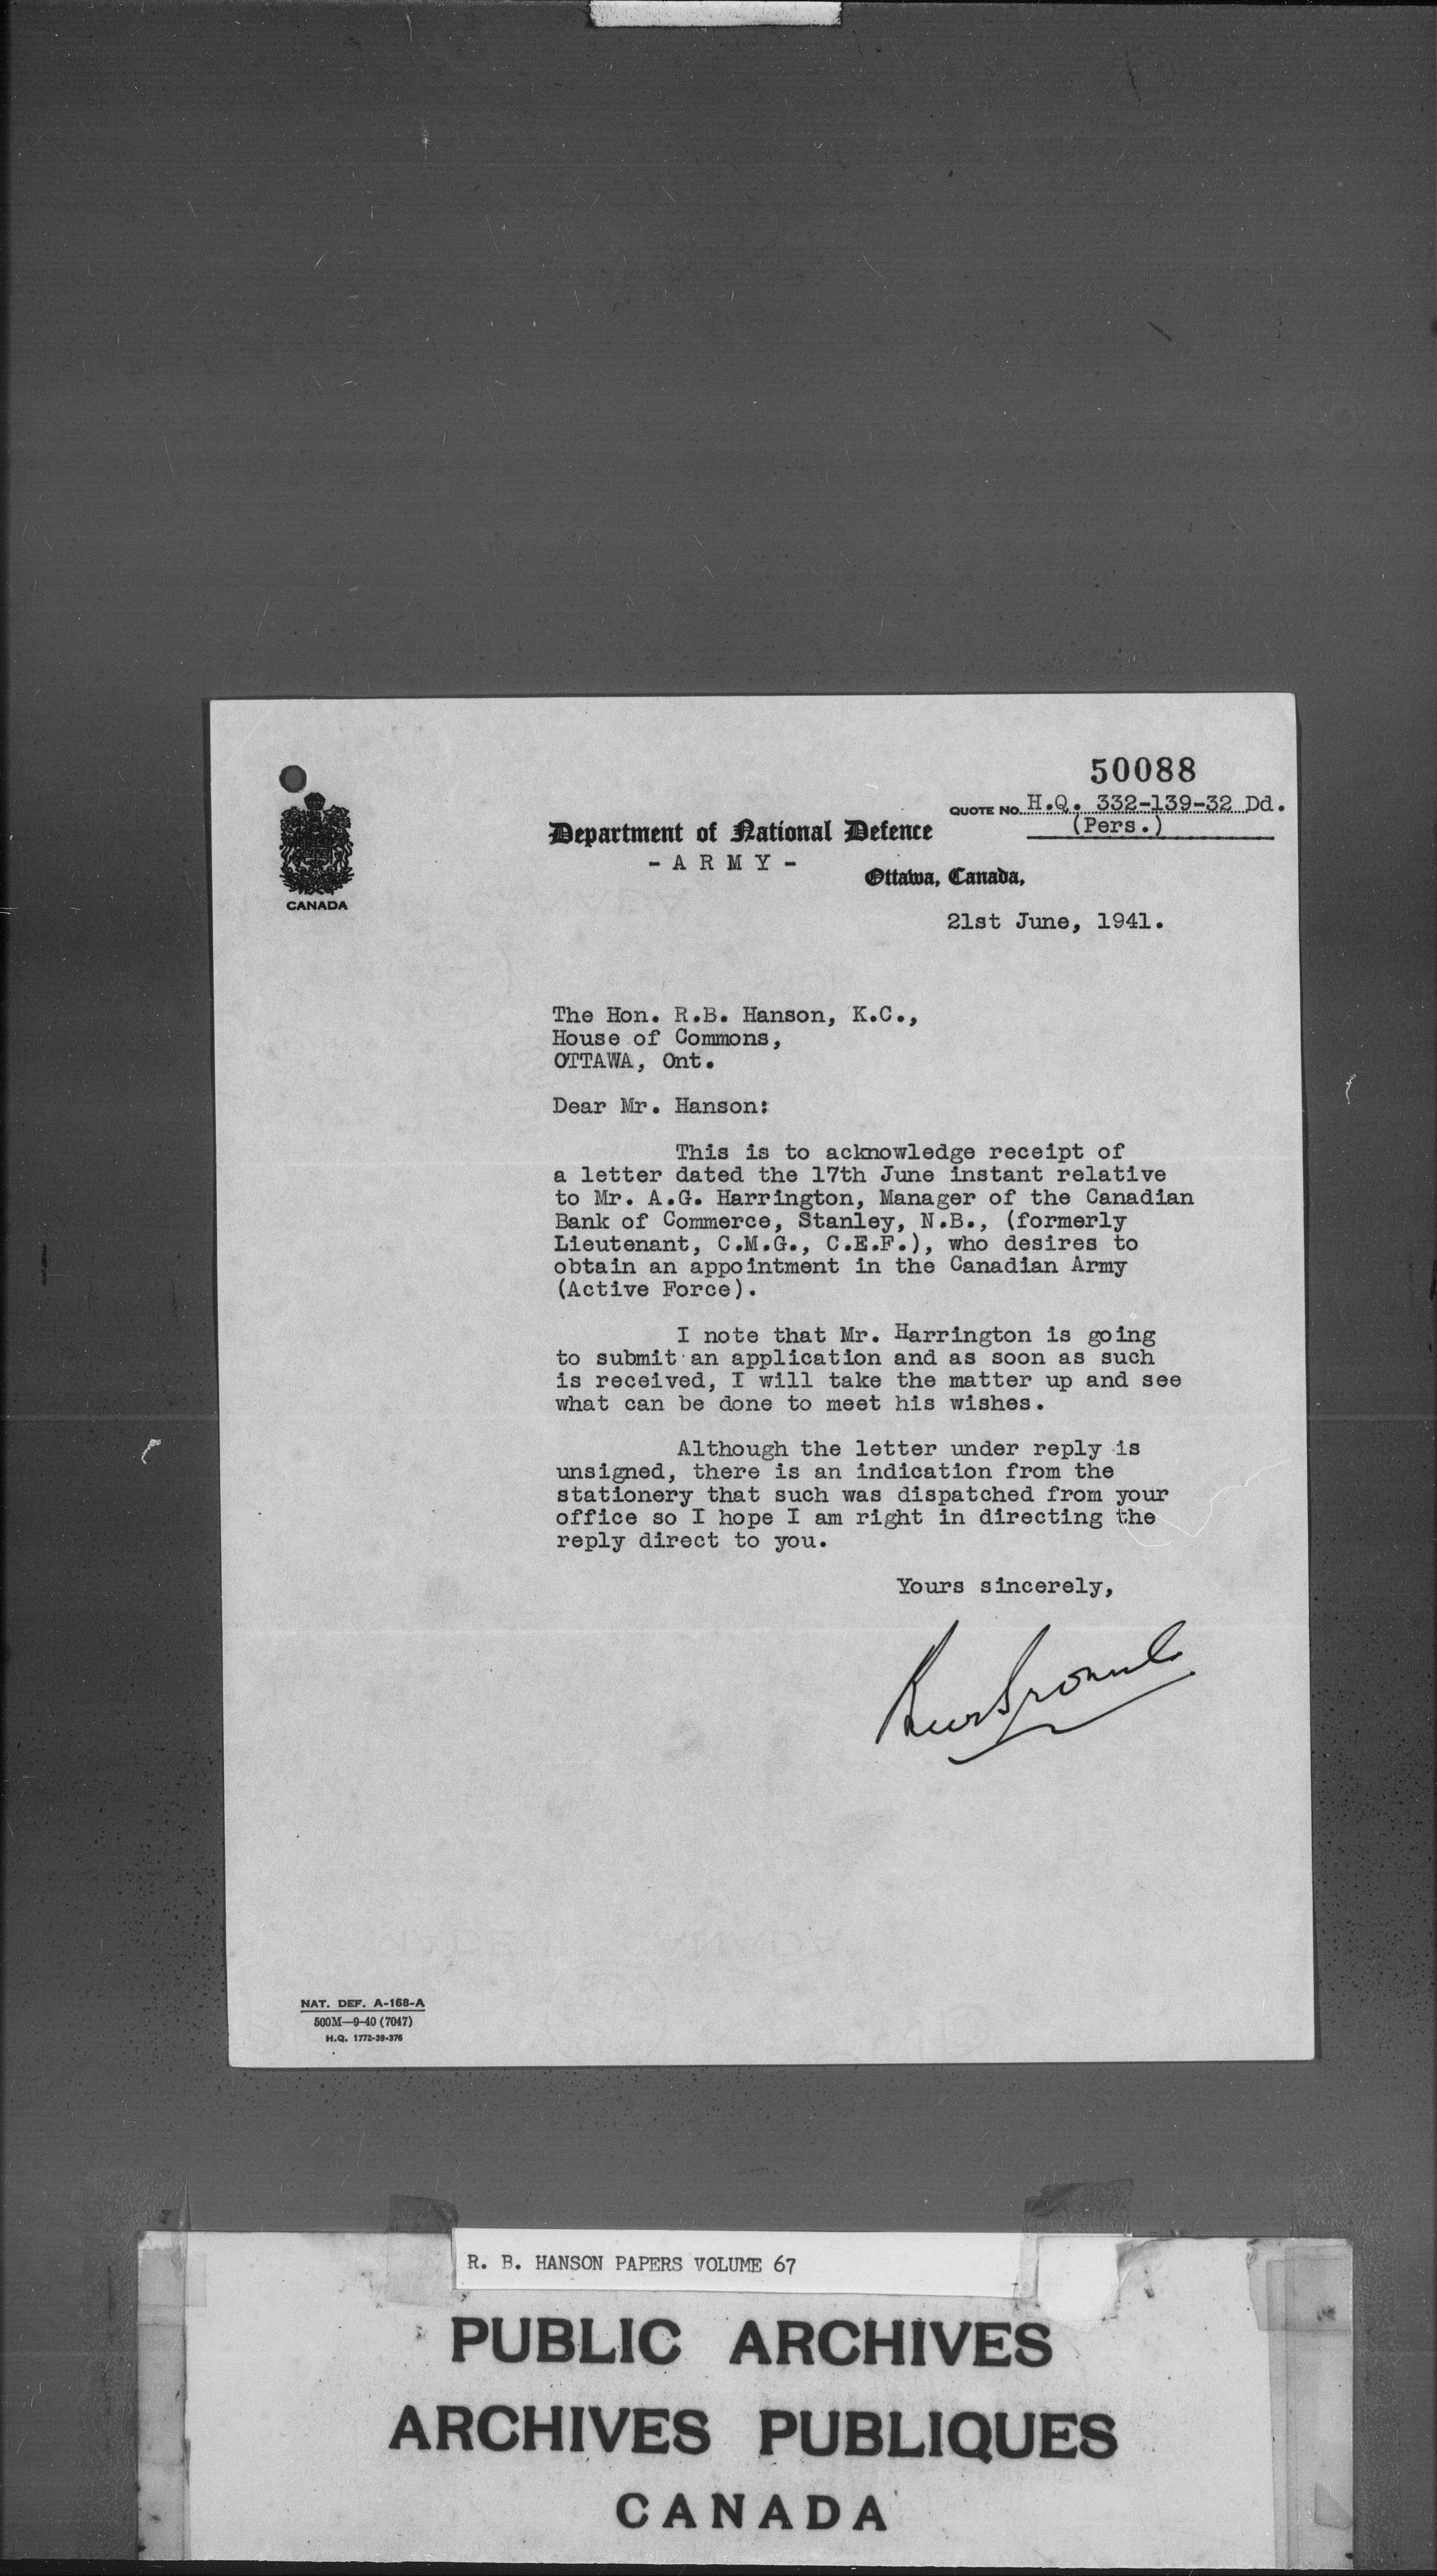 50088
QUOTE NO. H.Q. 332-139-32 Dd.
(Pers.)
Department of National Defence
- A R M Y -
Ottawa, Canada,
CANADA
21st June, 1941.
The Hon. R.B. Hanson, K.C.,
House of Commons,
OTTAWA, Ont.
Dear Mr. Hanson:
This is to acknowledge receipt of
a letter dated the 17th June instant relative
to Mr. A.G. Harrington, Manager of the Canadian
Bank of Commerce, Stanley, N.B., (formerly
Lieutenant, C.M.G., C.E.F.), who desires to
obtain an appointment in the Canadian Army
(Active Force).
I note that Mr. Harrington is going
to submit an application and as soon as such
is received, I will take the matter up and see
what can be done to meet his wishes.
Although the letter under reply is
unsigned, there is an indication from the
stationery that such was dispatched from your
office so I hope I am right in directing the
reply direct to you.
Yours sincerely,
NAT. DEF. A-168-A
500M—9-40 (7047)
H.Q. 1772-39-376
R. B. HANSON PAPERS VOLUME 67
PUBLIC ARCHIVES
ARCHIVES PUBLIQUES
CANADA